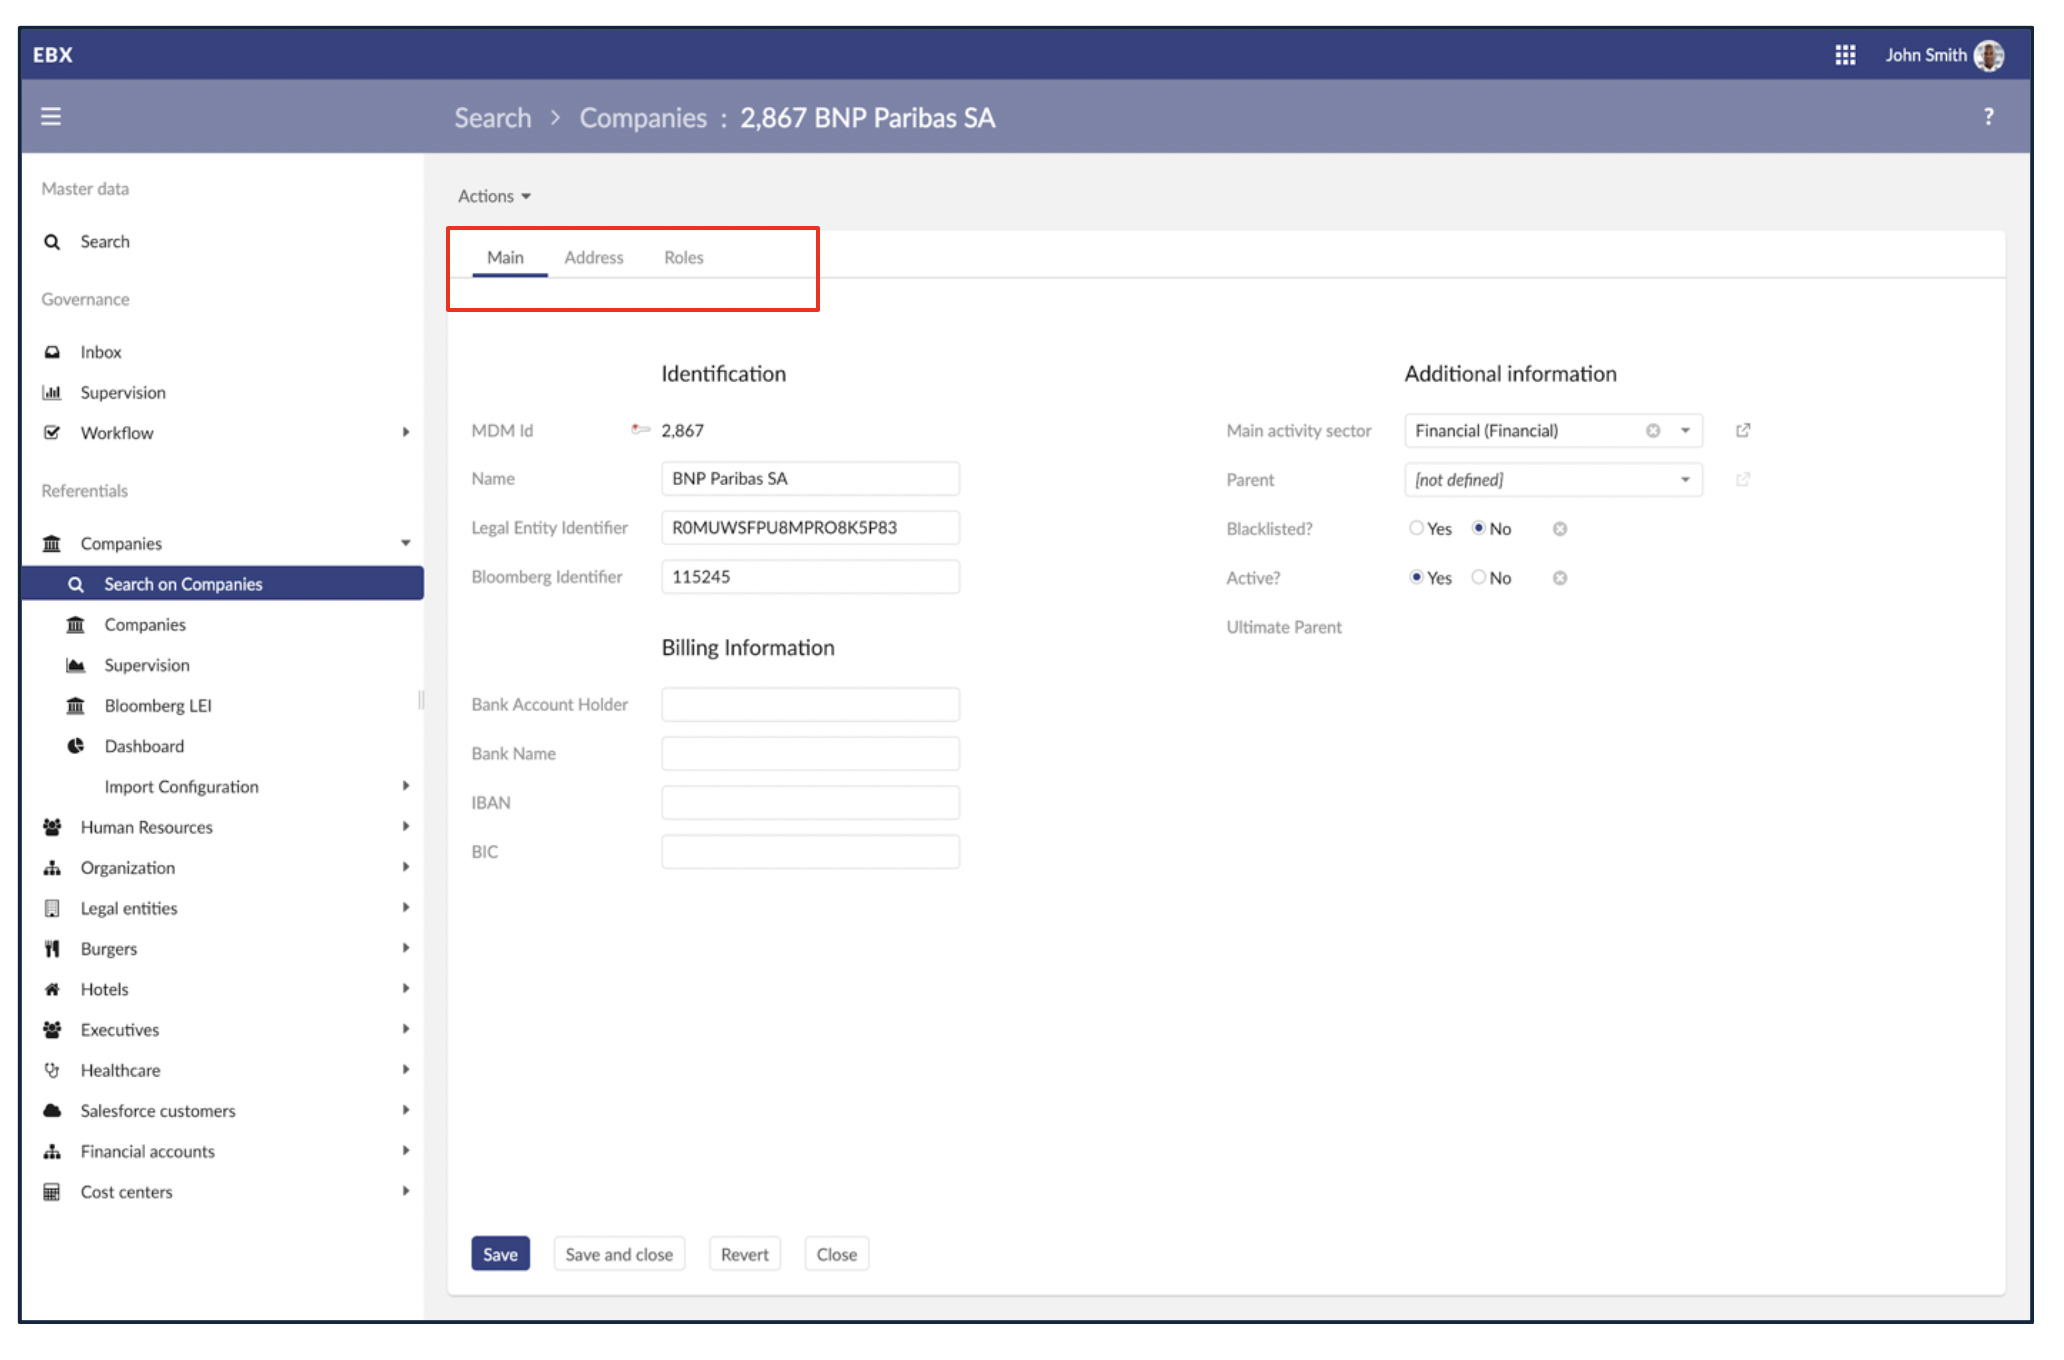 EBX
John Smith
Search > Companies : 2,867 BNP Paribas SA
?
Master data
Search
Governance
Inbox
Supervision
Workflow
Referentials
Companies
Search on Companies
Companies
Supervision
Bloomberg LEI
Dashboard
Import Configuration
Human Resources
Organization
Legal entities
Burgers
Hotels
Executives
Healthcare
Salesforce customers
Financial accounts
Cost centers
Actions
Main Address Roles
Identification
MDM Id 2,867
Name BNP Paribas SA
Legal Entity Identifier R0MUWSFPU8MPRO8K5P83
Bloomberg Identifier 115245
Billing Information
Bank Account Holder
Bank Name
IBAN
BIC
Additional information
Main activity sector Financial (Financial)
Parent [not defined]
Blacklisted? Yes No
Active? Yes No
Ultimate Parent
Save Save and close Revert Close